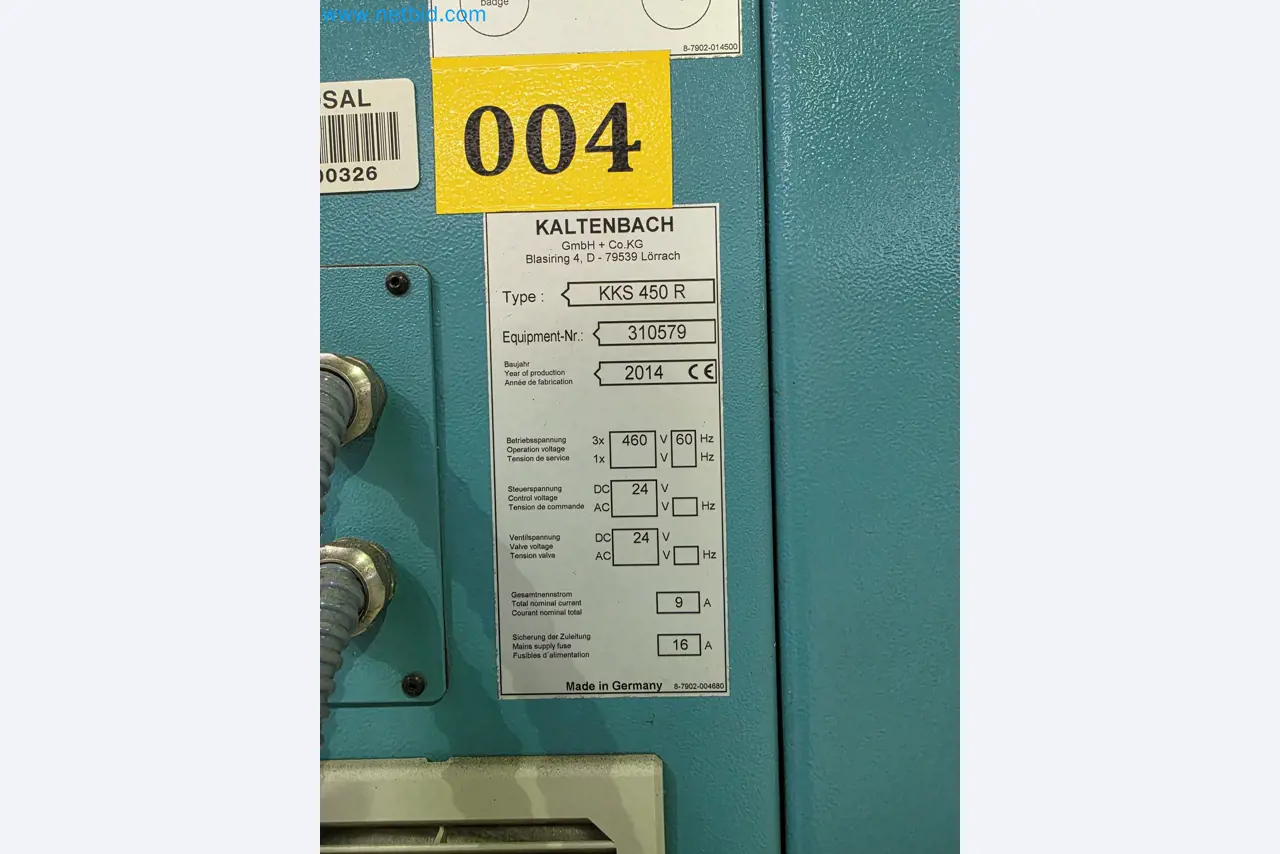 www.netbid.com
badge
8-7902-014500
SAL
00326
004
KALTENBACH
GmbH + Co.KG
Blasiring 4, D - 79539 Lörrach
Type : KKS 450 R
Equipment-Nr.: 310579
Baujahr
Year of production
Année de fabrication
2014 CE
Betriebsspannung
Operation voltage
Tension de service
3x 460 V 60 Hz
1x V Hz
Steuerspannung
Control voltage
Tension de commande
DC 24 V
AC V Hz
Ventilspannung
Valve voltage
Tension valve
DC 24 V
AC V Hz
Gesamtnennstrom
Total nominal current
Courant nominal total
9 A
Sicherung der Zuleitung
Mains supply fuse
Fusibles d´alimentation
16 A
Made in Germany 8-7902-004680